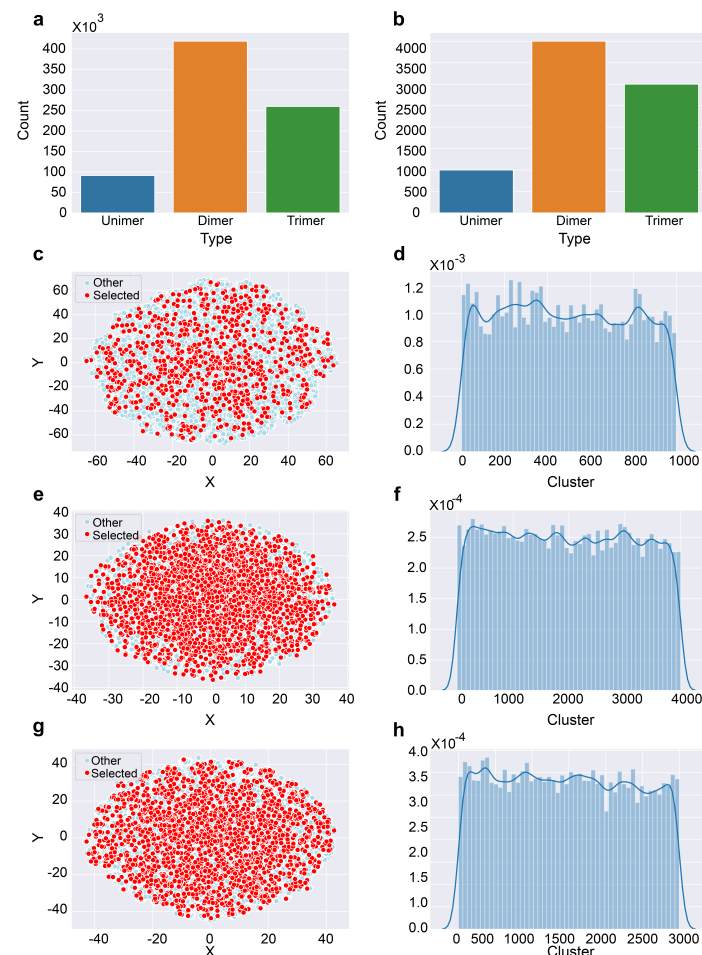 a
X10³
400
350
300
250
200
150
100
50
0
Count
Unimer Dimer Trimer
Type
b
4000
3500
3000
2500
2000
1500
1000
500
0
Count
Unimer Dimer Trimer
Type
c
Other
Selected
60
40
20
0
-20
-40
-60
Y
-60 -40 -20 0 20 40 60
X
d
X10⁻³
1.2
1.0
0.8
0.6
0.4
0.2
0.0
0 200 400 600 800 1000
Cluster
e
Other
Selected
40
30
20
10
0
-10
-20
-30
-40
Y
-40 -30 -20 -10 0 10 20 30 40
X
f
X10⁻⁴
2.5
2.0
1.5
1.0
0.5
0.0
0 1000 2000 3000 4000
Cluster
g
Other
Selected
40
20
0
-20
-40
Y
-40 -20 0 20 40
X
h
X10⁻⁴
4.0
3.5
3.0
2.5
2.0
2.5
1.0
0.5
0.0
0 500 1000 1500 2000 2500 3000
Cluster